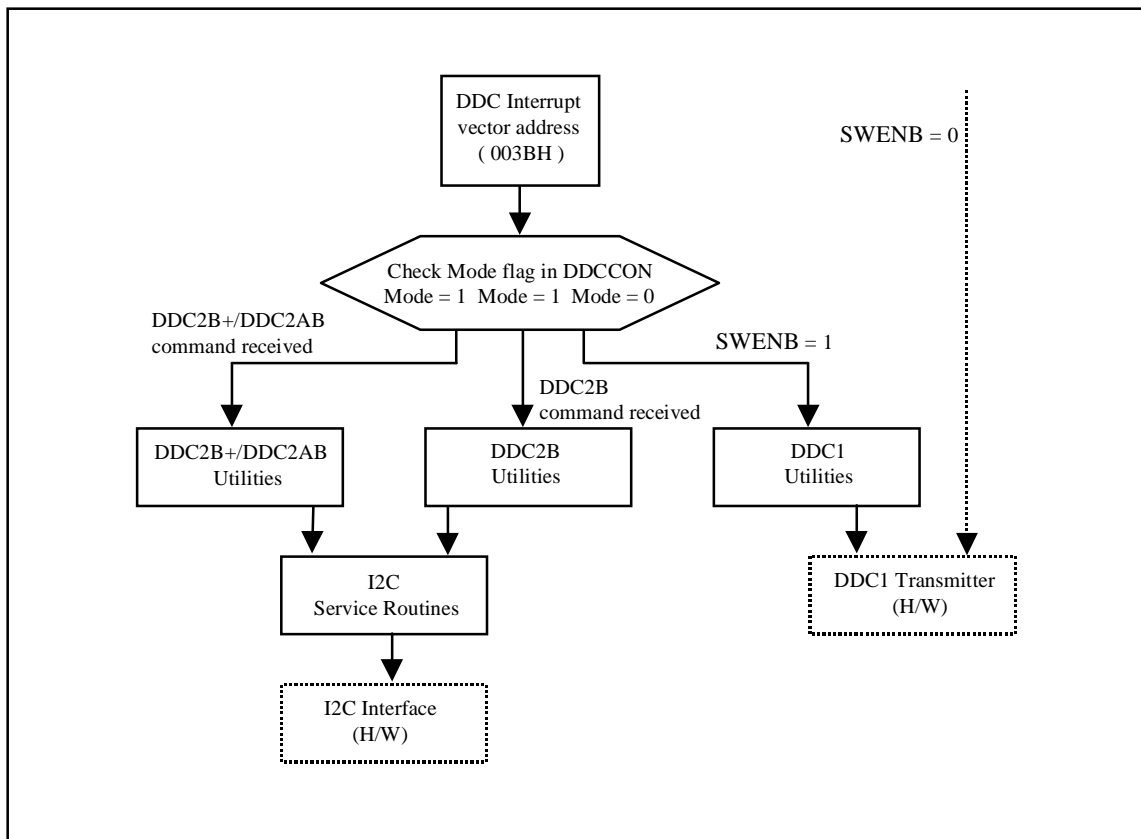 DDC Interrupt
vector address
( 003BH )
SWENB = 0
Check Mode flag in DDCCON
Mode = 1 Mode = 1 Mode = 0
DDC2B+/DDC2AB
command received
SWENB = 1
DDC2B
command received
DDC2B+/DDC2AB
Utilities
DDC2B
Utilities
DDC1
Utilities
I2C
Service Routines
DDC1 Transmitter
(H/W)
I2C Interface
(H/W)